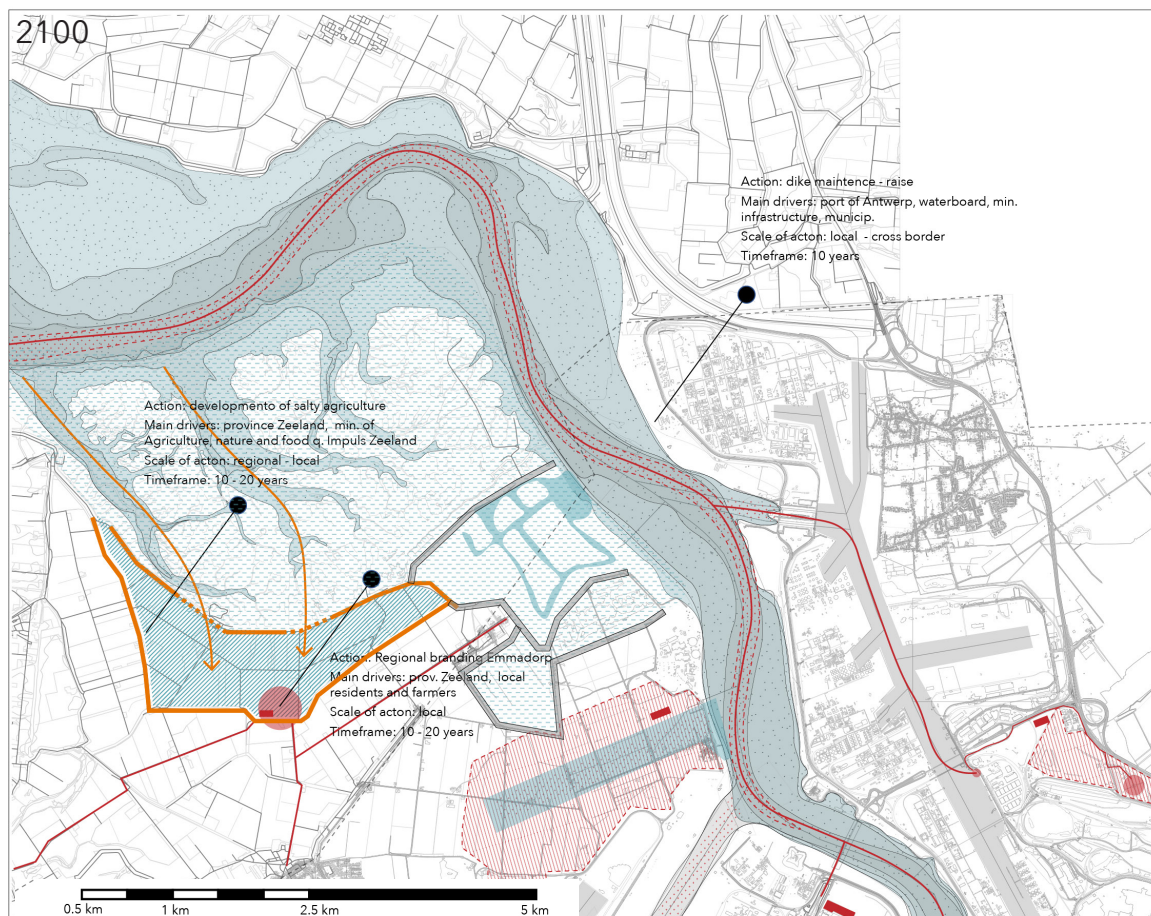 2100
Action: dike maintence - raise
Main drivers: port of Antwerp, waterboard, min.
infrastructure, municip.
Scale of acton: local - cross border
Timeframe: 10 years
Action: developmento of salty agriculture
Main drivers: province Zeeland, min. of
Agriculture, nature and food q. Impuls Zeeland
Scale of acton: regional - local
Timeframe: 10 - 20 years
Action: Regional branding Emmadorp
Main drivers: prov. Zeeland, local
residents and farmers
Scale of acton: local
Timeframe: 10 - 20 years
0.5 km 1 km 2.5 km 5 km